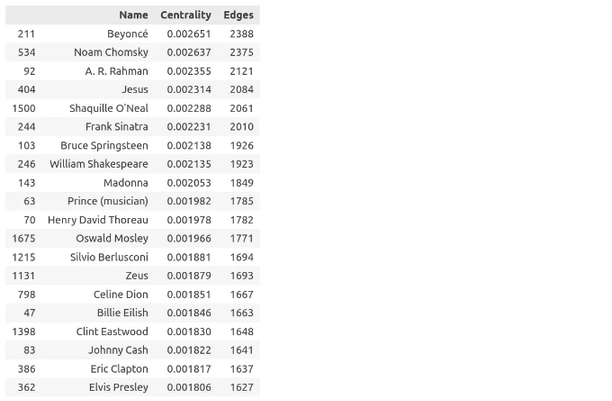 Name Centrality Edges
211 Beyoncé 0.002651 2388
534 Noam Chomsky 0.002637 2375
92 A. R. Rahman 0.002355 2121
404 Jesus 0.002314 2084
1500 Shaquille O'Neal 0.002288 2061
244 Frank Sinatra 0.002231 2010
103 Bruce Springsteen 0.002138 1926
246 William Shakespeare 0.002135 1923
143 Madonna 0.002053 1849
63 Prince (musician) 0.001982 1785
70 Henry David Thoreau 0.001978 1782
1675 Oswald Mosley 0.001966 1771
1215 Silvio Berlusconi 0.001881 1694
1131 Zeus 0.001879 1693
798 Celine Dion 0.001851 1667
47 Billie Eilish 0.001846 1663
1398 Clint Eastwood 0.001830 1648
83 Johnny Cash 0.001822 1641
386 Eric Clapton 0.001817 1637
362 Elvis Presley 0.001806 1627